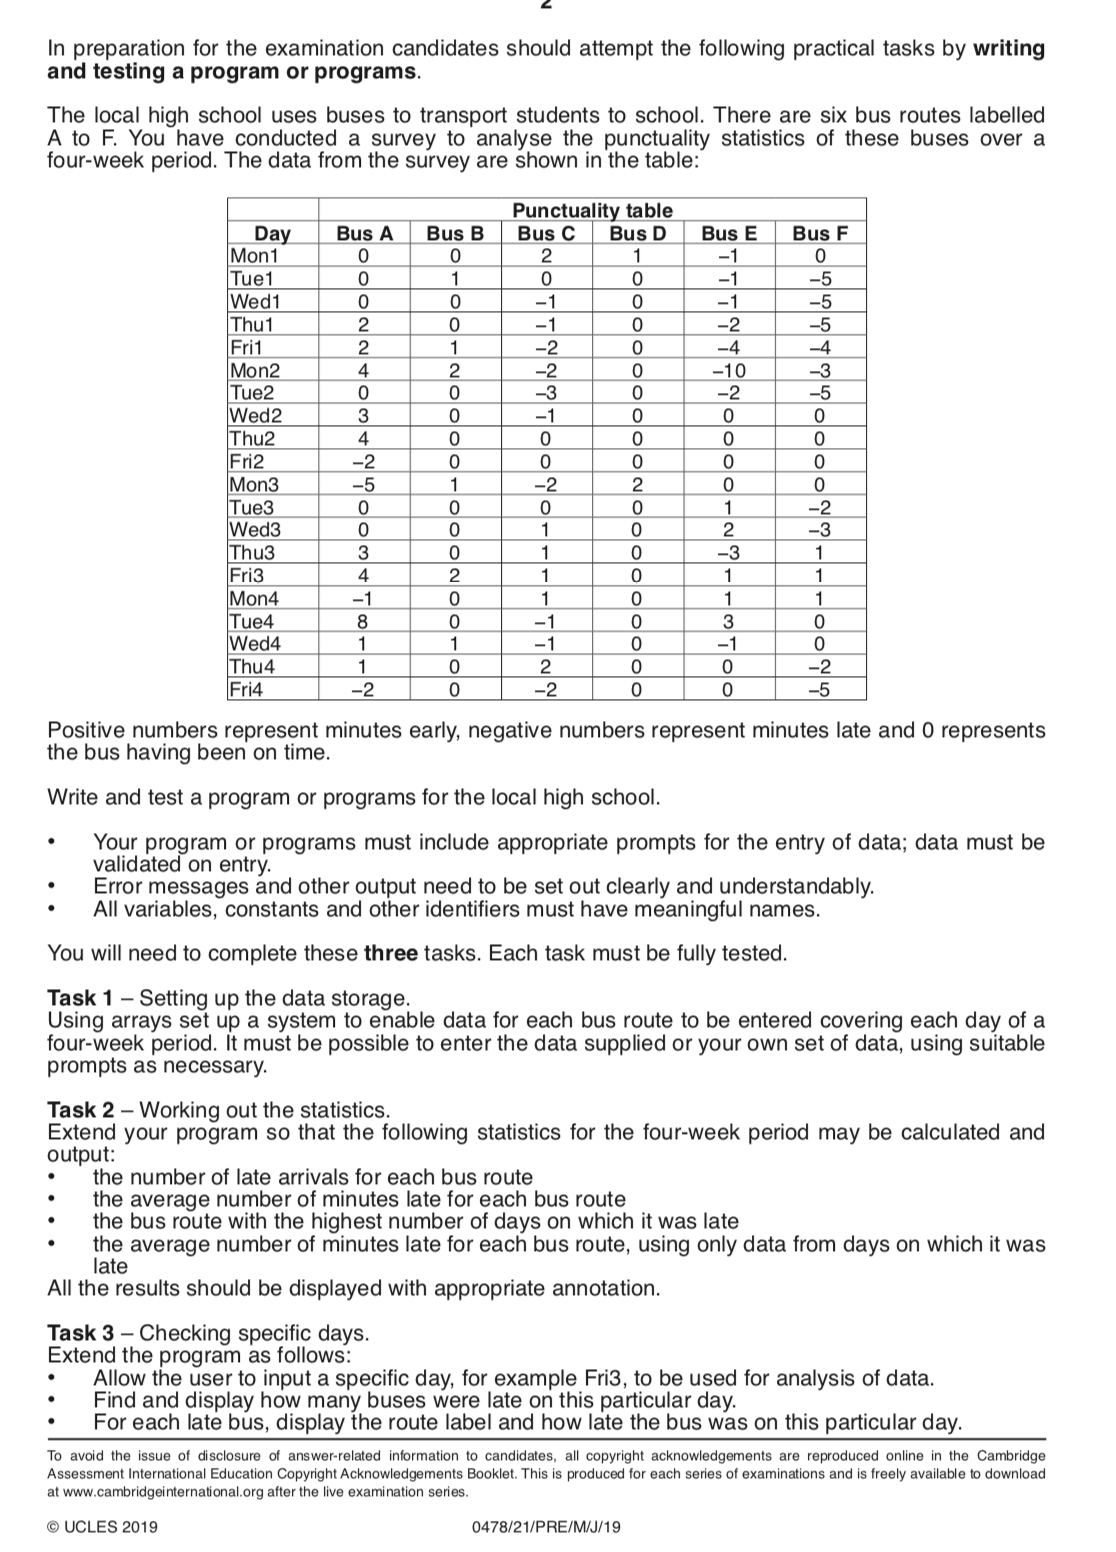 2
In preparation for the examination candidates should attempt the following practical tasks by writing
and testing a program or programs.
The local high school uses buses to transport students to school. There are six bus routes labelled
A to F. You have conducted a survey to analyse the punctuality statistics of these buses over a
four-week period. The data from the survey are shown in the table:
Punctuality table
Day Bus A Bus B Bus C Bus D Bus E Bus F
Mon1 0 0 2 1 –1 0
Tue1 0 1 0 0 –1 –5
Wed1 0 0 –1 0 –1 –5
Thu1 2 0 –1 0 –2 –5
Fri1 2 1 –2 0 –4 –4
Mon2 4 2 –2 0 –10 –3
Tue2 0 0 –3 0 –2 –5
Wed2 3 0 –1 0 0 0
Thu2 4 0 0 0 0 0
Fri2 –2 0 0 0 0 0
Mon3 –5 1 –2 2 0 0
Tue3 0 0 0 0 1 –2
Wed3 0 0 1 0 2 –3
Thu3 3 0 1 0 –3 1
Fri3 4 2 1 0 1 1
Mon4 –1 0 1 0 1 1
Tue4 8 0 –1 0 3 0
Wed4 1 1 –1 0 –1 0
Thu4 1 0 2 0 0 –2
Fri4 –2 0 –2 0 0 –5
Positive numbers represent minutes early, negative numbers represent minutes late and 0 represents
the bus having been on time.
Write and test a program or programs for the local high school.
• Your program or programs must include appropriate prompts for the entry of data; data must be
validated on entry.
• Error messages and other output need to be set out clearly and understandably.
• All variables, constants and other identifiers must have meaningful names.
You will need to complete these three tasks. Each task must be fully tested.
Task 1 – Setting up the data storage.
Using arrays set up a system to enable data for each bus route to be entered covering each day of a
four-week period. It must be possible to enter the data supplied or your own set of data, using suitable
prompts as necessary.
Task 2 – Working out the statistics.
Extend your program so that the following statistics for the four-week period may be calculated and
output:
• the number of late arrivals for each bus route
• the average number of minutes late for each bus route
• the bus route with the highest number of days on which it was late
• the average number of minutes late for each bus route, using only data from days on which it was
late
All the results should be displayed with appropriate annotation.
Task 3 – Checking specific days.
Extend the program as follows:
• Allow the user to input a specific day, for example Fri3, to be used for analysis of data.
• Find and display how many buses were late on this particular day.
• For each late bus, display the route label and how late the bus was on this particular day.
To avoid the issue of disclosure of answer-related information to candidates, all copyright acknowledgements are reproduced online in the Cambridge
Assessment International Education Copyright Acknowledgements Booklet. This is produced for each series of examinations and is freely available to download
at www.cambridgeinternational.org after the live examination series.
© UCLES 2019 0478/21/PRE/M/J/19